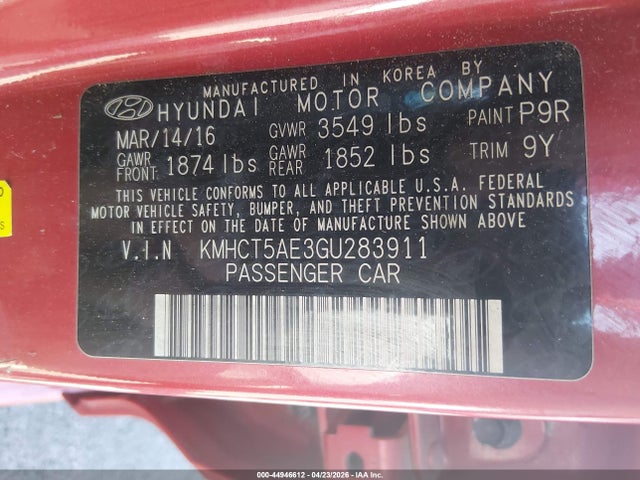 MANUFACTURED IN KOREA BY
HYUNDAI MOTOR COMPANY
MAR/14/16 GVWR 3549 lbs PAINT P9R
GAWR FRONT: 1874 lbs GAWR REAR 1852 lbs TRIM 9Y
THIS VEHICLE CONFORMS TO ALL APPLICABLE U.S.A. FEDERAL
MOTOR VEHICLE SAFETY, BUMPER, AND THEFT PREVENTION STANDARDS
IN EFFECT ON THE DATE OF MANUFACTURE SHOWN ABOVE
V.I.N KMHCT5AE3GU283911
PASSENGER CAR
000-44946612 04/23/2026 IAA Inc.